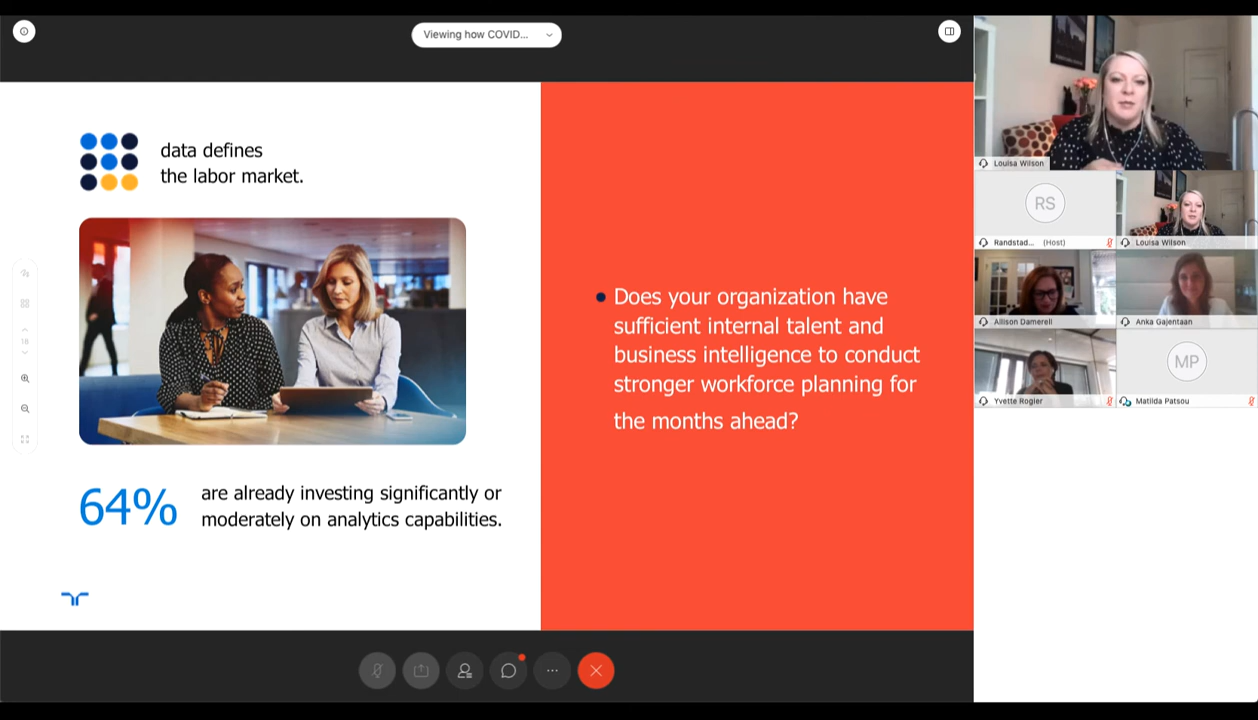 Viewing how COVID...
data defines
the labor market.
64%
are already investing significantly or
moderately on analytics capabilities.
Does your organization have
sufficient internal talent and
business intelligence to conduct
stronger workforce planning for
the months ahead?
18
Louisa Wilson
RS
Randstad... (Host)
Louisa Wilson
Allison Damerell
Anka Gajentaan
Yvette Rogier
MP
Matilda Patsou